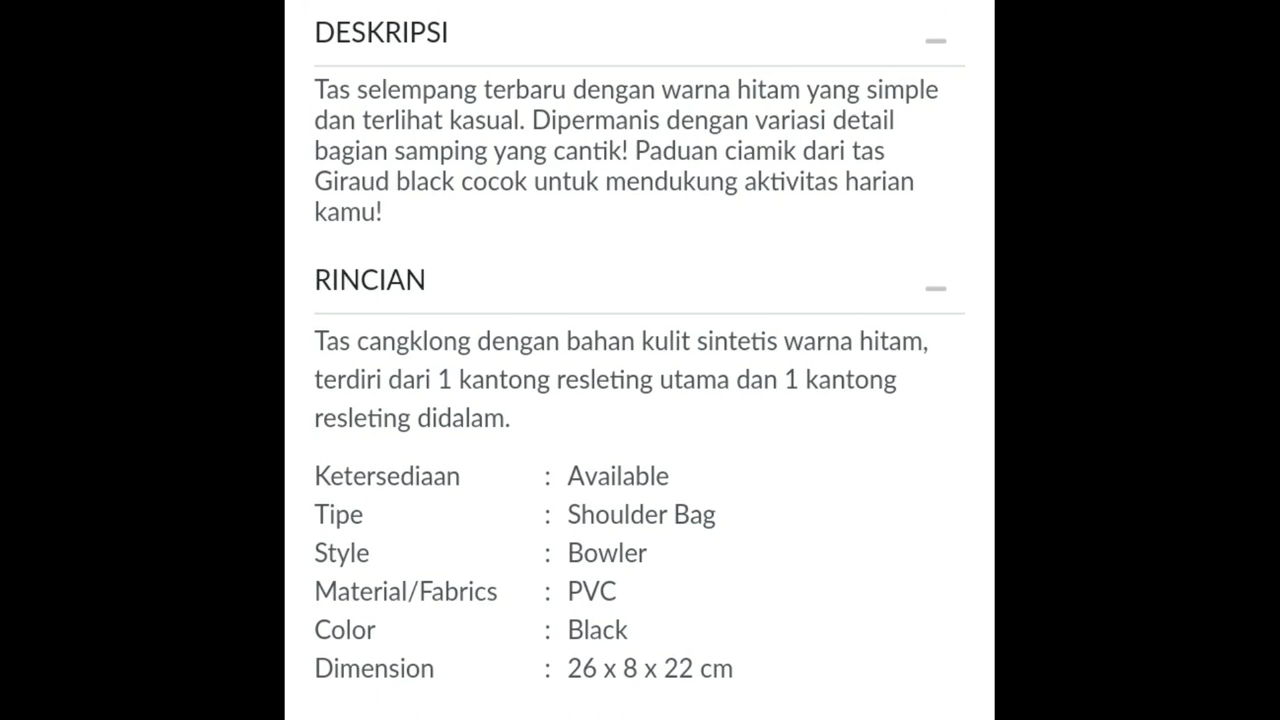 DESKRIPSI
Tas selempang terbaru dengan warna hitam yang simple
dan terlihat kasual. Dipermanis dengan variasi detail
bagian samping yang cantik! Paduan ciamik dari tas
Giraud black cocok untuk mendukung aktivitas harian
kamu!
RINCIAN
Tas cangklong dengan bahan kulit sintetis warna hitam,
terdiri dari 1 kantong resleting utama dan 1 kantong
resleting didalam.
Ketersediaan : Available
Tipe : Shoulder Bag
Style : Bowler
Material/Fabrics : PVC
Color : Black
Dimension : 26 x 8 x 22 cm